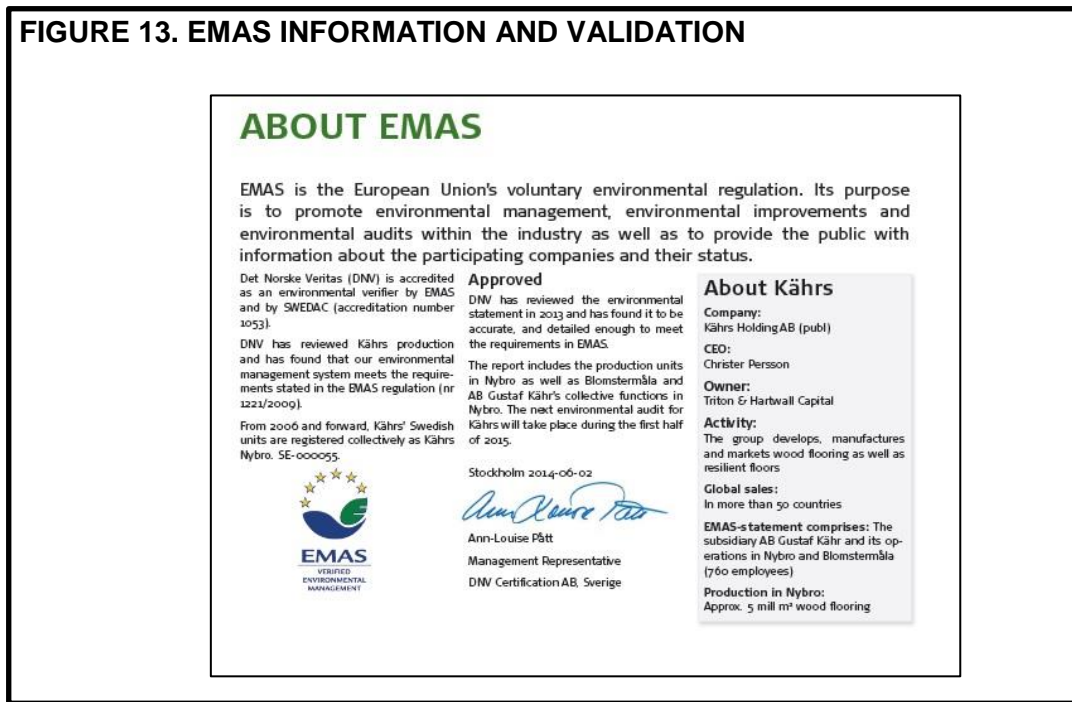 FIGURE 13. EMAS INFORMATION AND VALIDATION
ABOUT EMAS
EMAS is the European Union's voluntary environmental regulation. Its purpose
is to promote environmental management, environmental improvements and
environmental audits within the industry as well as to provide the public with
information about the participating companies and their status.
Det Norske Veritas (DNV) is accredited
as an environmental verifier by EMAS
and by SWEDAC (accreditation number
1053).
DNV has reviewed Kährs production
and has found that our environmental
management system meets the require-
ments stated in the EMAS regulation (nr
1221/2009).
From 2006 and forward, Kährs' Swedish
units are registered collectively as Kährs
Nybro. SE-000055.
EMAS
VERIFIED
ENVIRONMENTAL
MANAGEMENT
Approved
DNV has reviewed the environmental
statement in 2013 and has found it to be
accurate, and detailed enough to meet
the requirements in EMAS.
The report includes the production units
in Nybro as well as Blomstermåla and
AB Gustaf Kähr's collective functions in
Nybro. The next environmental audit for
Kährs will take place during the first half
of 2015.
Stockholm 2014-06-02
Ann-Louise Pått
Ann-Louise Pått
Management Representative
DNV Certification AB, Sverige
About Kährs
Company:
Kährs Holding AB (publ)
CEO:
Christer Persson
Owner:
Triton & Hartwall Capital
Activity:
The group develops, manufactures
and markets wood flooring as well as
resilient floors
Global sales:
In more than 50 countries
EMAS-statement comprises: The
subsidiary AB Gustaf Kähr and its op-
erations in Nybro and Blomstermåla
(760 employees)
Production in Nybro:
Approx. 5 mill m² wood flooring